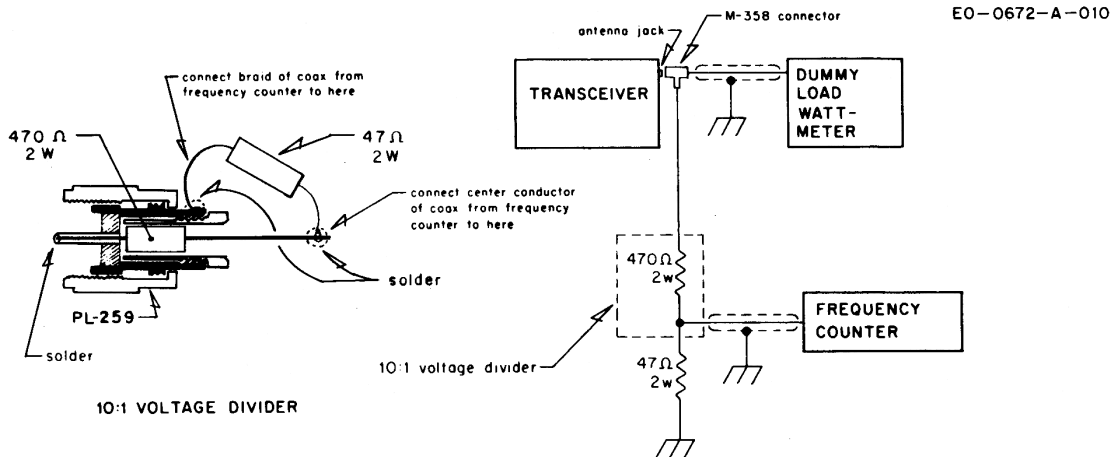 EO-0672-A-010
M-358 connector
antenna jack
connect braid of coax from
frequency counter to here
470 Ω
2 W
47 Ω
2 W
connect center conductor
of coax from frequency
counter to here
solder
PL-259
solder
10:1 VOLTAGE DIVIDER
TRANSCEIVER
DUMMY
LOAD
WATT-
METER
470Ω
2w
FREQUENCY
COUNTER
10:1 voltage divider
47Ω
2w